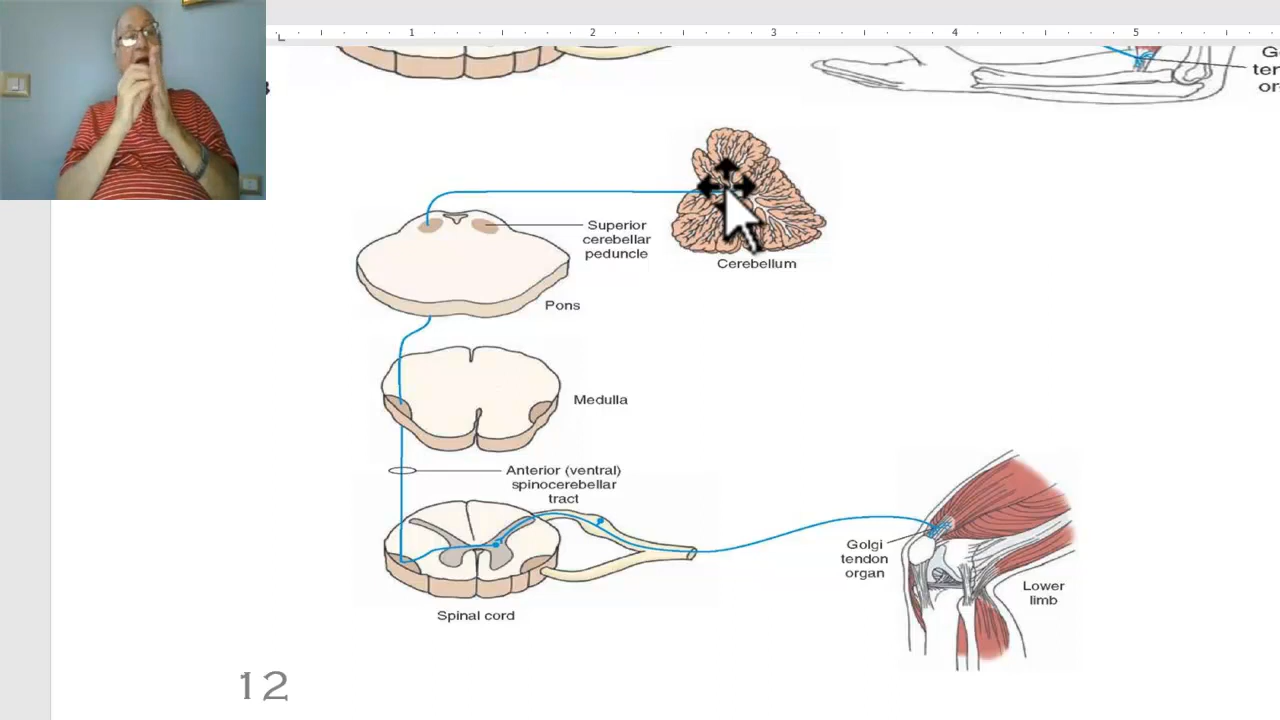 1 2 3 4 5
Superior
cerebellar
peduncle
Cerebellum
Pons
Medulla
Anterior (ventral)
spinocerebellar
tract
Golgi
tendon
organ
Lower
limb
Spinal cord
12